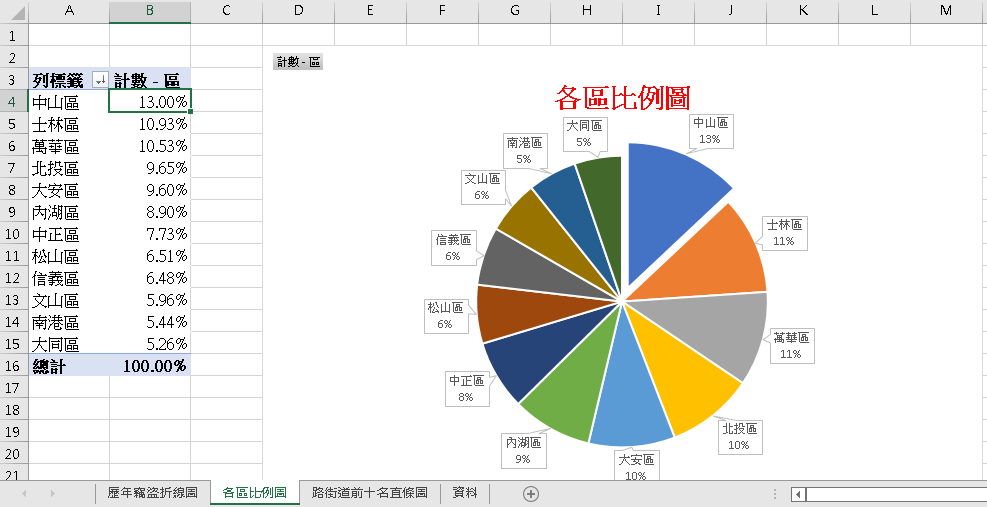 A B C D E F G H I J K L M
1
2
計數 - 區
3 列標籤 計數 - 區
4 中山區 13.00%
5 士林區 10.93%
6 萬華區 10.53%
7 北投區 9.65%
8 大安區 9.60%
9 內湖區 8.90%
10 中正區 7.73%
11 松山區 6.51%
12 信義區 6.48%
13 文山區 5.96%
14 南港區 5.44%
15 大同區 5.26%
16 總計 100.00%
17
18
19
20
21
各區比例圖
中山區
13%
士林區
11%
萬華區
11%
北投區
10%
大安區
10%
內湖區
9%
中正區
8%
松山區
6%
信義區
6%
文山區
6%
南港區
5%
大同區
5%
歷年竊盜折線圖 各區比例圖 路街道前十名直條圖 資料